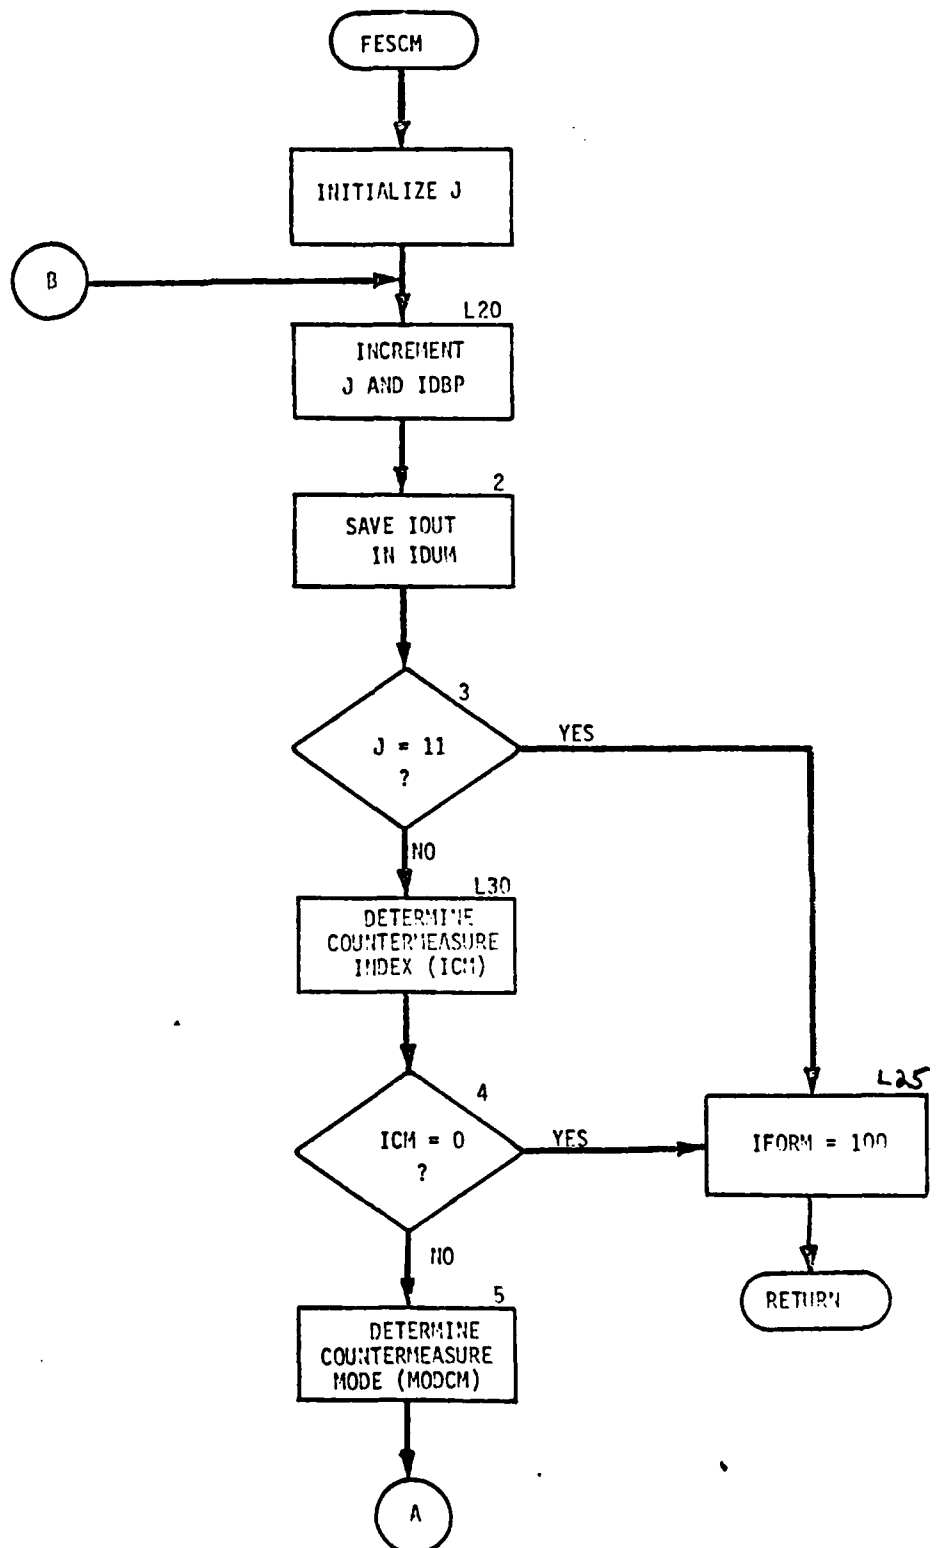 FESCM
INITIALIZE J
B
L20
INCREMENT
J AND IDBP
2
SAVE IOUT
IN IDUM
3
J = 11
?
YES
NO
L30
DETERMINE
COUNTERMEASURE
INDEX (ICM)
4
ICM = 0
?
YES
L25
IFORM = 100
NO
RETURN
5
DETERMINE
COUNTERMEASURE
MODE (MODCM)
A